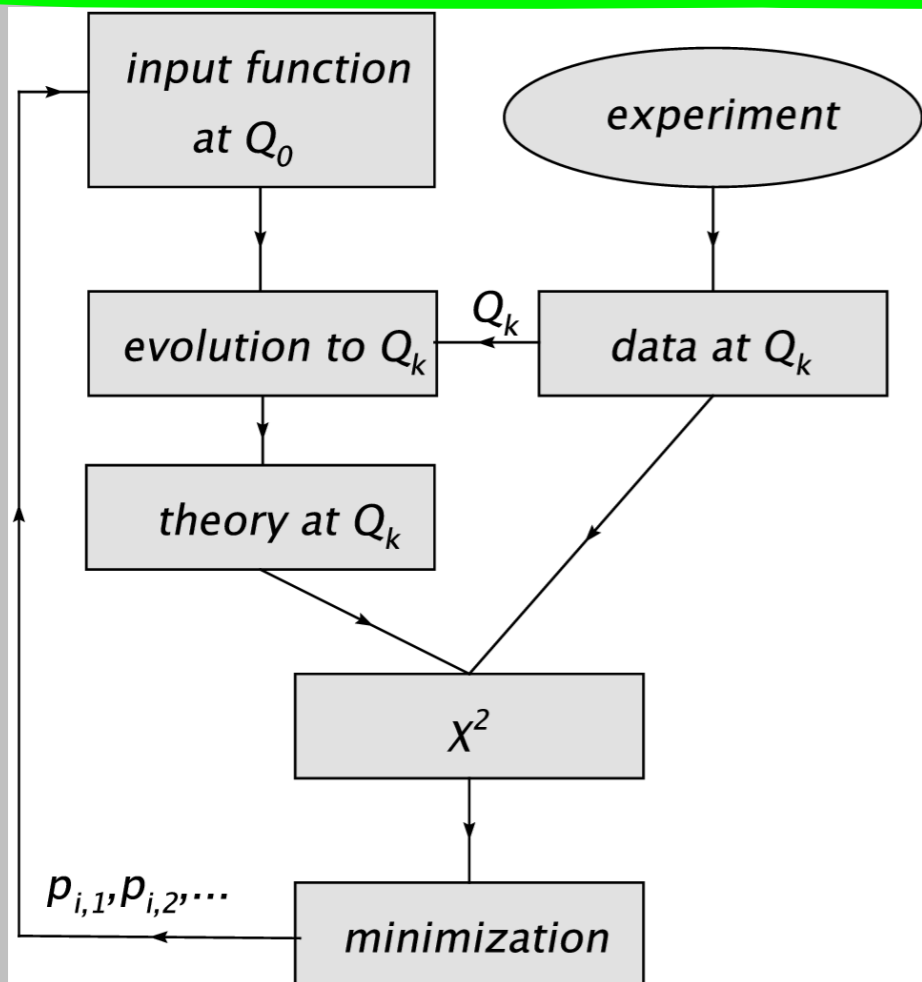 input function
at Q₀
experiment
evolution to Qₖ
Qₖ
data at Qₖ
theory at Qₖ
χ²
pᵢ,₁,pᵢ,₂,...
minimization